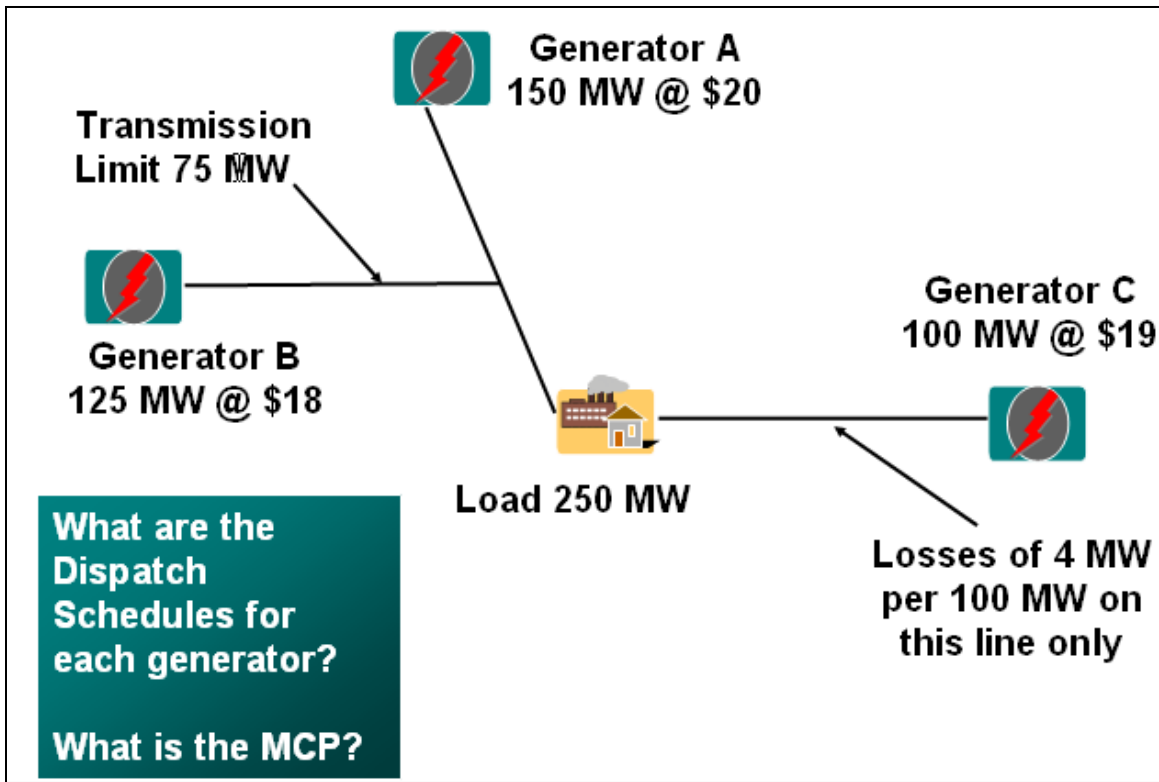 Generator A
150 MW @ $20
Transmission
Limit 75 MW
Generator B
125 MW @ $18
Generator C
100 MW @ $19
Load 250 MW
Losses of 4 MW
per 100 MW on
this line only
What are the
Dispatch
Schedules for
each generator?
What is the MCP?